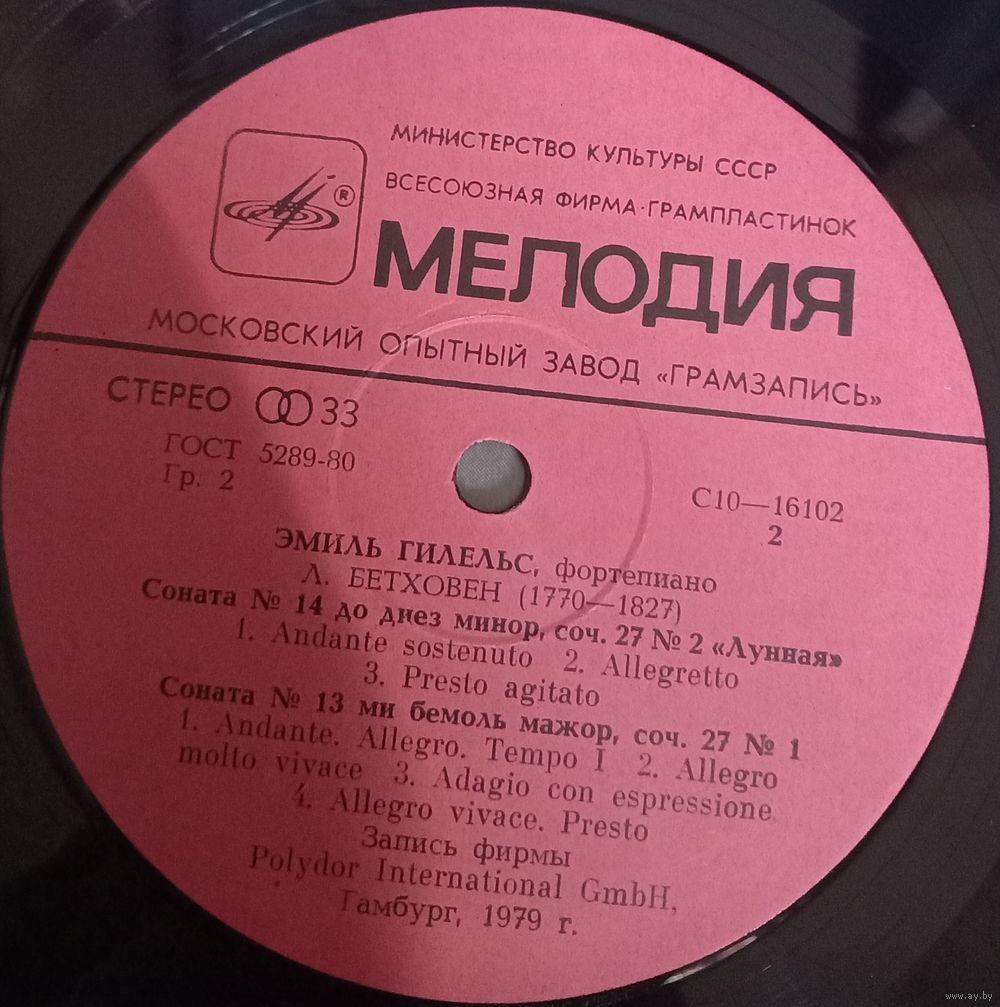 МИНИСТЕРСТВО КУЛЬТУРЫ СССР
ВСЕСОЮЗНАЯ ФИРМА·ГРАМПЛАСТИНОК
®
МЕЛОДИЯ
МОСКОВСКИЙ ОПЫТНЫЙ ЗАВОД «ГРАМЗАПИСЬ»
СТЕРЕО 33
ГОСТ 5289-80
Гр. 2
С10—16102
2
ЭМИЛЬ ГИЛЕЛЬС, фортепиано
Л. БЕТХОВЕН (1770—1827)
Соната № 14 до диез минор, соч. 27 № 2 «Лунная»
1. Andante sostenuto 2. Allegretto
3. Presto agitato
Соната № 13 ми бемоль мажор, соч. 27 № 1
1. Andante. Allegro. Tempo I 2. Allegro
molto vivace 3. Adagio con espressione
4. Allegro vivace. Presto
Запись фирмы
Polydor International GmbH,
Гамбург, 1979 г.
www.ay.by